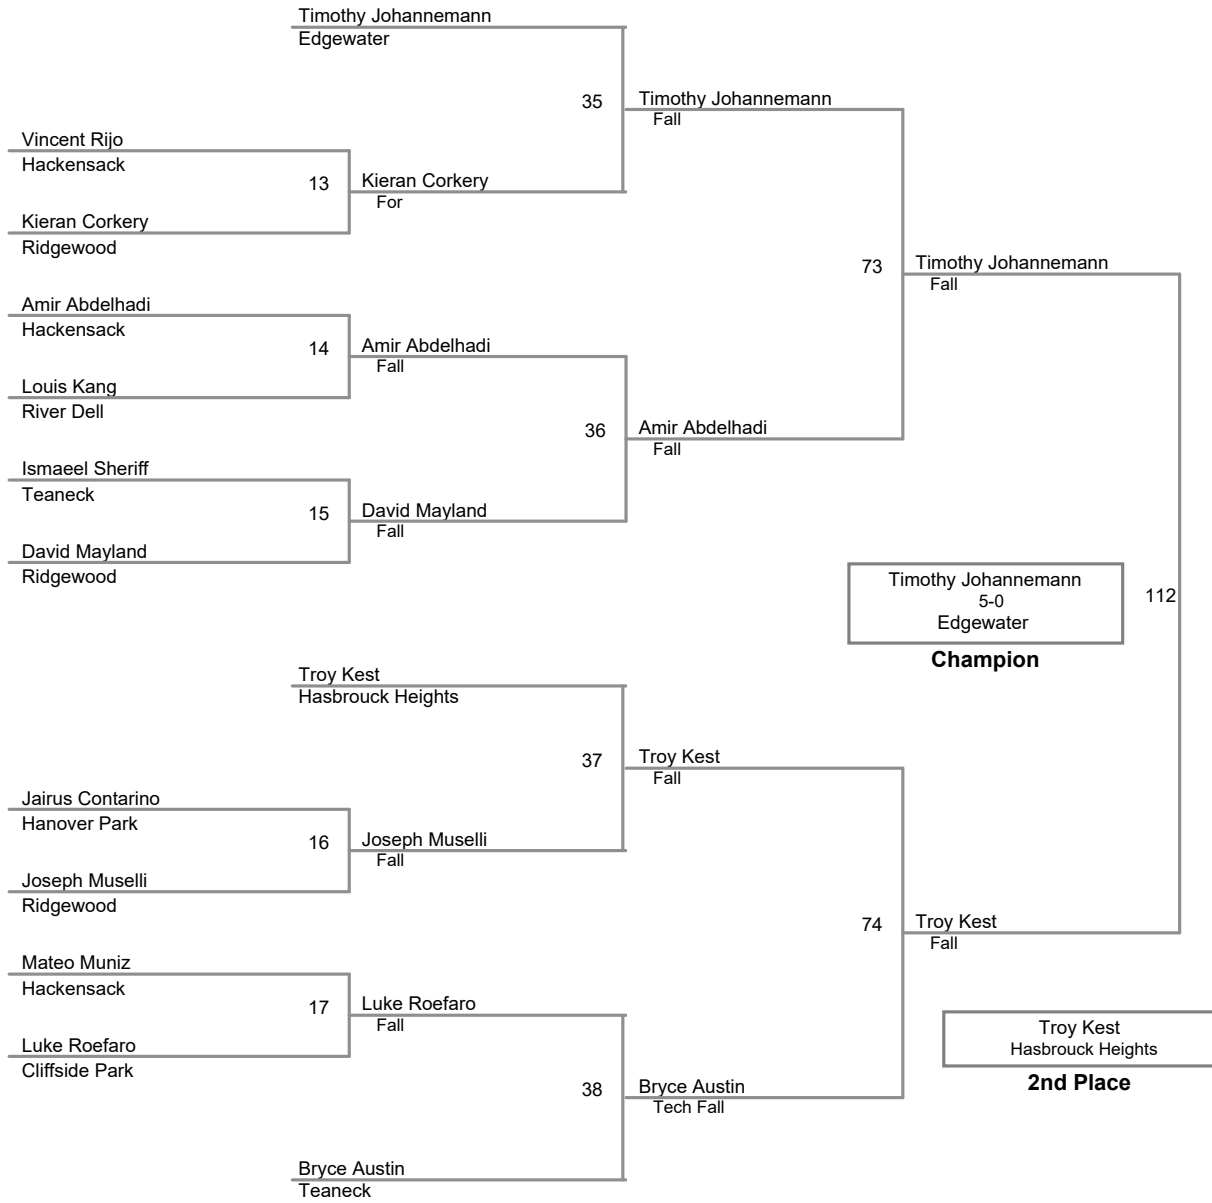 Timothy Johannemann
Edgewater
35
Timothy Johannemann
Fall
Vincent Rijo
Hackensack
13
Kieran Corkery
For
Kieran Corkery
Ridgewood
73
Timothy Johannemann
Fall
Amir Abdelhadi
Hackensack
14
Amir Abdelhadi
Fall
Louis Kang
River Dell
36
Amir Abdelhadi
Fall
Ismaeel Sheriff
Teaneck
15
David Mayland
Fall
David Mayland
Ridgewood
Timothy Johannemann
5-0
Edgewater
Champion
112
Troy Kest
Hasbrouck Heights
37
Troy Kest
Fall
Jairus Contarino
Hanover Park
16
Joseph Muselli
Fall
Joseph Muselli
Ridgewood
74
Troy Kest
Fall
Mateo Muniz
Hackensack
17
Luke Roefaro
Fall
Luke Roefaro
Cliffside Park
38
Bryce Austin
Tech Fall
Troy Kest
Hasbrouck Heights
2nd Place
Bryce Austin
Teaneck